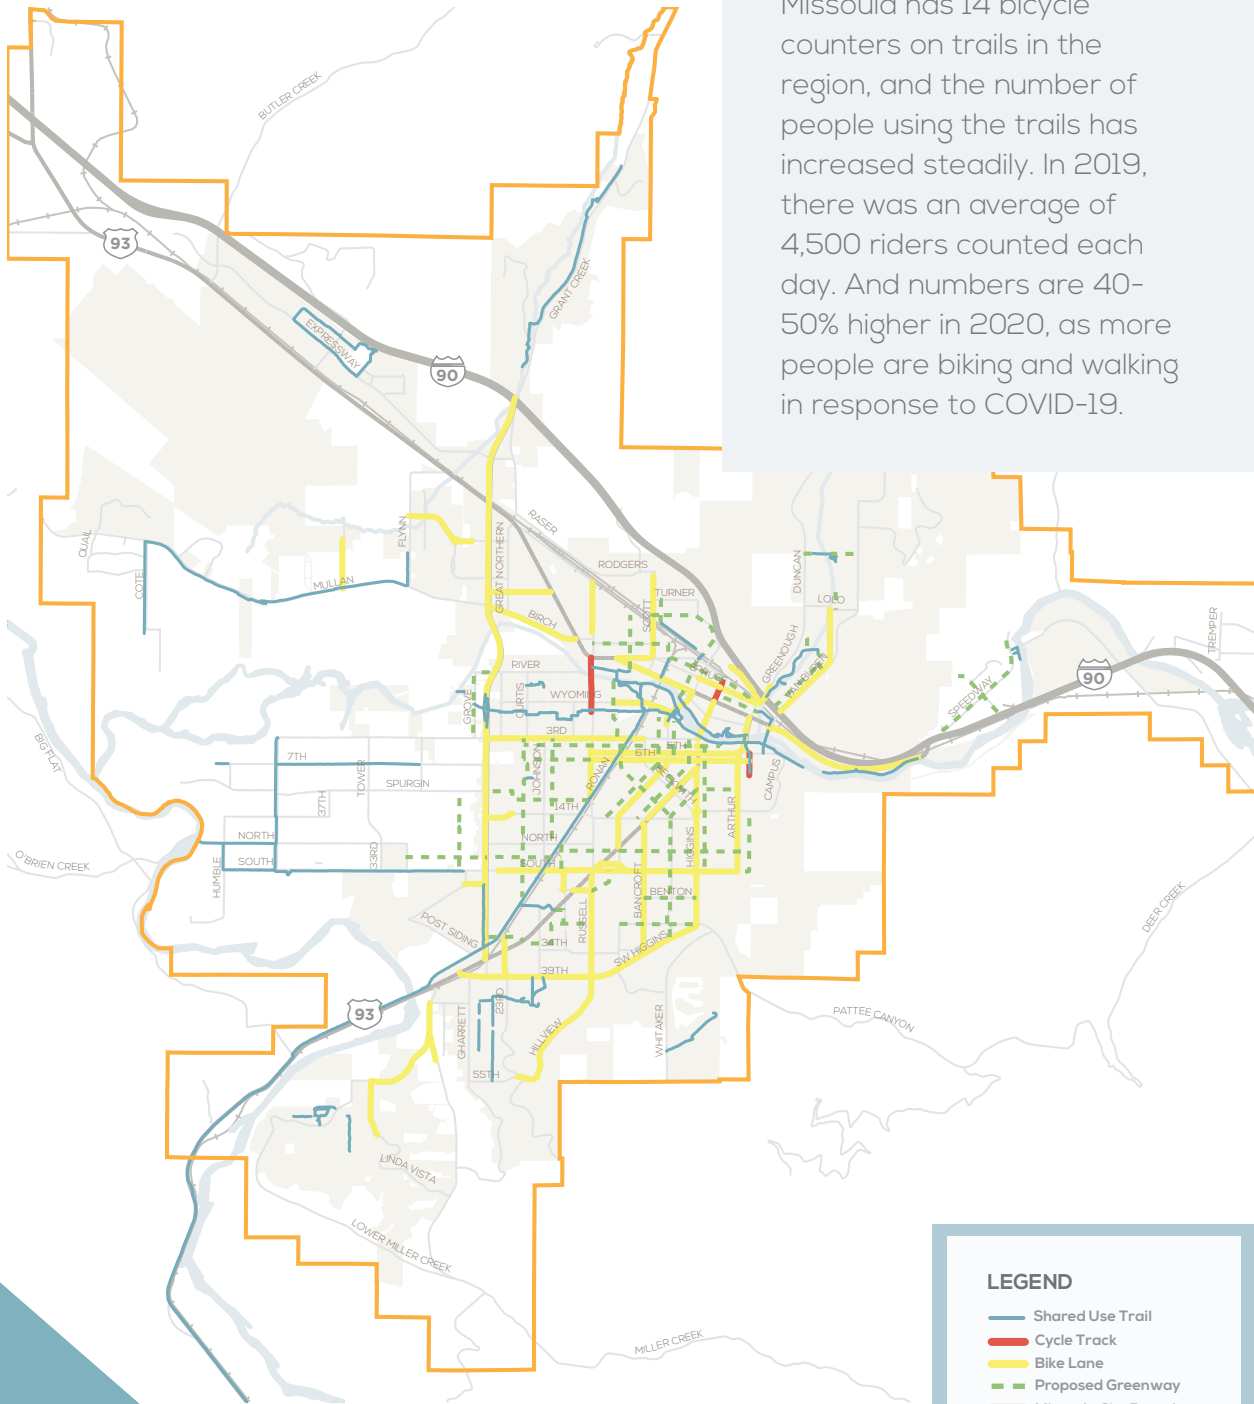 Missoula has 14 bicycle
counters on trails in the
region, and the number of
people using the trails has
increased steadily. In 2019,
there was an average of
4,500 riders counted each
day. And numbers are 40-
50% higher in 2020, as more
people are biking and walking
in response to COVID-19.
BUTLER CREEK
93
GRANT CREEK
EXPRESSWAY
90
QUAIL
COTE
MULLAN
FLYNN
GREAT NORTHERN
RASER
RODGERS
TURNER
SCOTT
DUNCAN
LOLO
BIRCH
GREENOUGH
VAN BUREN
TREMPER
RIVER
CURTIS
WYOMING
SPRUCE
GROVE
SPEEDWAY
90
BIG FLAT
3RD
5TH
6TH
7TH
TOWER
SPURGIN
JOHNSON
RONAN
BECKWITH
CAMPUS
37TH
14TH
ARTHUR
NORTH
33RD
NORTH
HIGGINS
O'BRIEN CREEK
SOUTH
HUMBLE
SOUTH
BANCROFT
BENTON
RUSSELL
POST SIDING
34TH
SW HIGGINS
39TH
DEER CREEK
93
23RD
GHARRETT
HILLVIEW
WHITAKER
PATTEE CANYON
55TH
LINDA VISTA
LOWER MILLER CREEK
MILLER CREEK
LEGEND
Shared Use Trail
Cycle Track
Bike Lane
Proposed Greenway